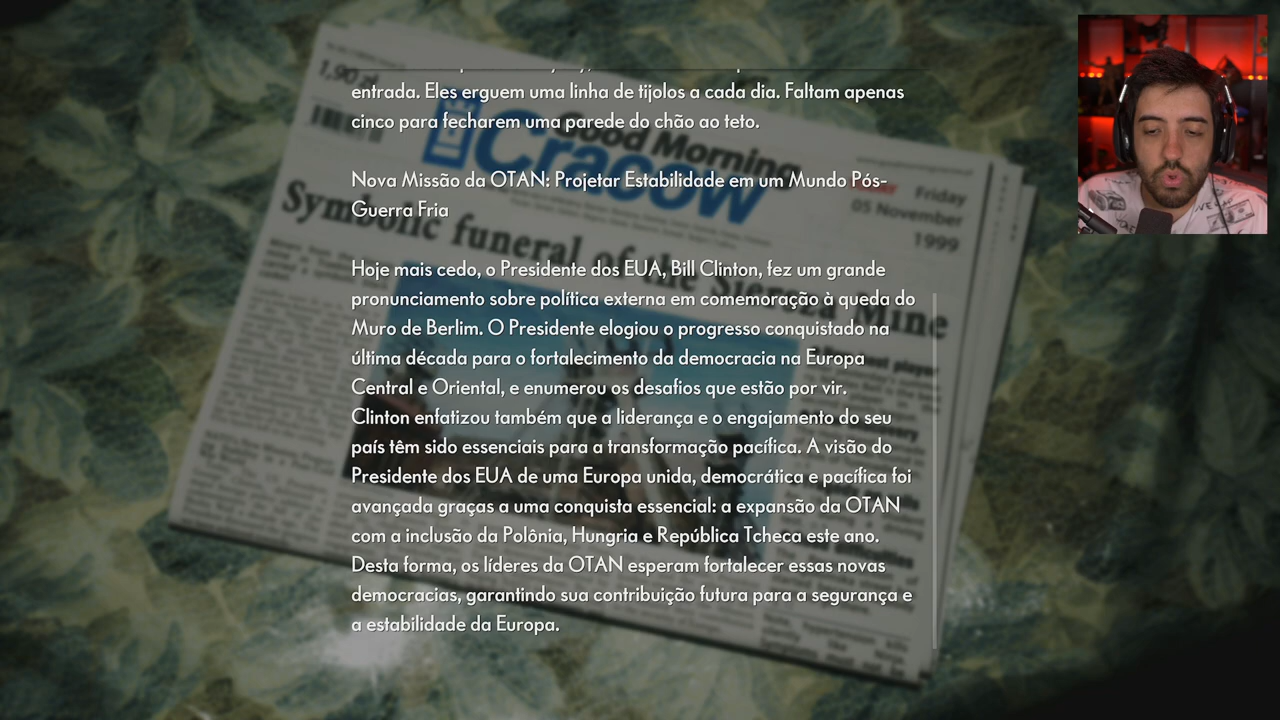 entrada. Eles erguem uma linha de tijolos a cada dia. Faltam apenas
cinco para fecharem uma parede do chão ao teto.
Nova Missão da OTAN: Projetar Estabilidade em um Mundo Pós-
Guerra Fria
Hoje mais cedo, o Presidente dos EUA, Bill Clinton, fez um grande
pronunciamento sobre política externa em comemoração à queda do
Muro de Berlim. O Presidente elogiou o progresso conquistado na
última década para o fortalecimento da democracia na Europa
Central e Oriental, e enumerou os desafios que estão por vir.
Clinton enfatizou também que a liderança e o engajamento do seu
país têm sido essenciais para a transformação pacífica. A visão do
Presidente dos EUA de uma Europa unida, democrática e pacífica foi
avançada graças a uma conquista essencial: a expansão da OTAN
com a inclusão da Polônia, Hungria e República Tcheca este ano.
Desta forma, os líderes da OTAN esperam fortalecer essas novas
democracias, garantindo sua contribuição futura para a segurança e
a estabilidade da Europa.
1,90 zł
Good Morning
Cracow
Friday
05 November
1999
Symbolic funeral of the Siersza Mine